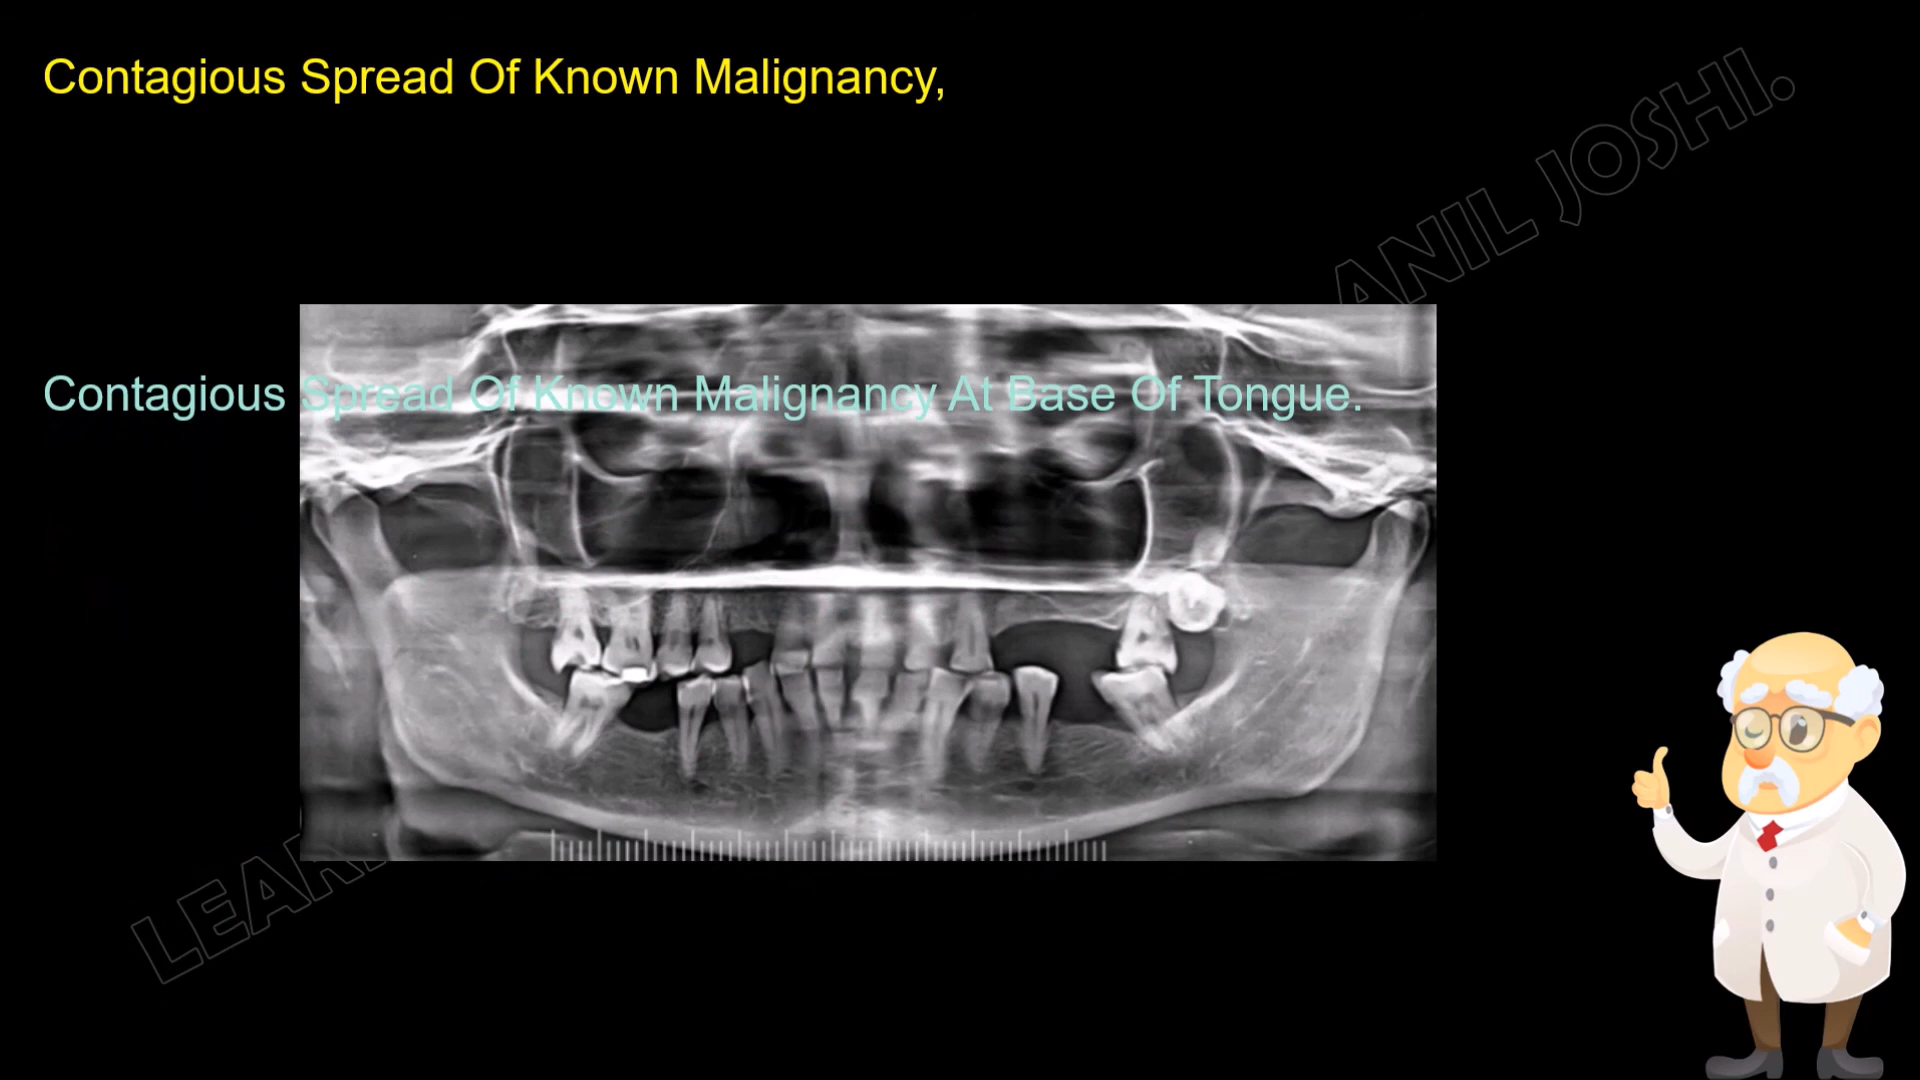 Contagious Spread Of Known Malignancy,
ANIL JOSHI.
Contagious Spread Of Known Malignancy At Base Of Tongue.